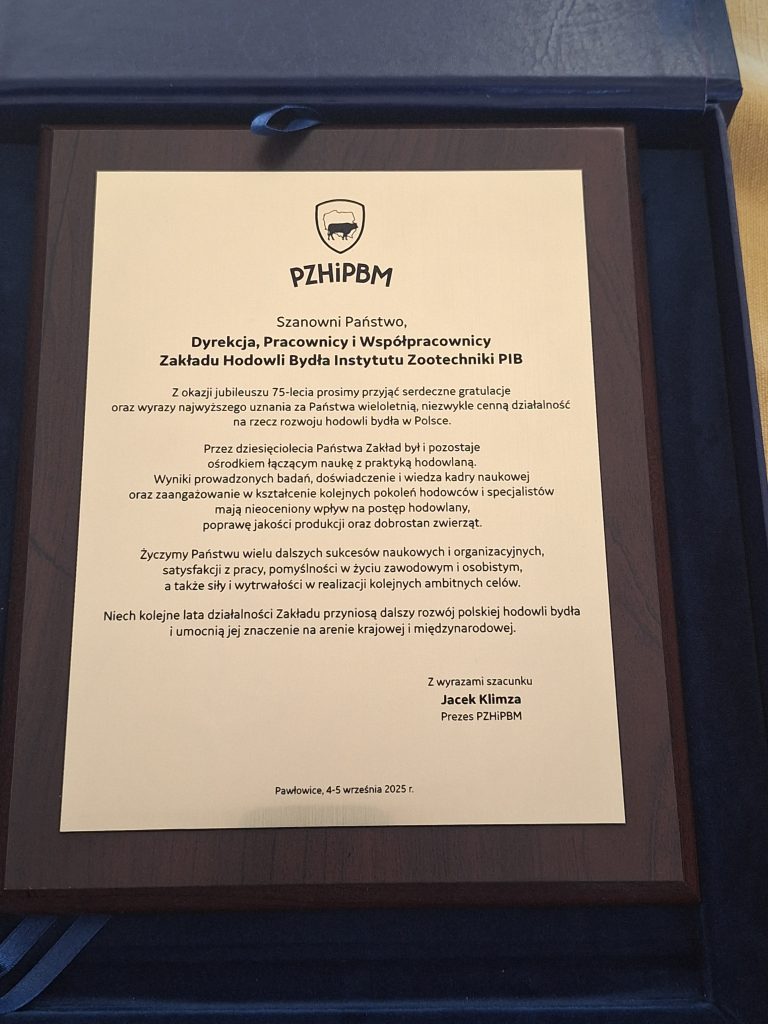 PZHiPBM
Szanowni Państwo,
Dyrekcja, Pracownicy i Współpracownicy
Zakładu Hodowli Bydła Instytutu Zootechniki PIB
Z okazji jubileuszu 75-lecia prosimy przyjąć serdeczne gratulacje
oraz wyrazy najwyższego uznania za Państwa wieloletnią, niezwykle cenną działalność
na rzecz rozwoju hodowli bydła w Polsce.
Przez dziesięciolecia Państwa Zakład był i pozostaje
ośrodkiem łączącym naukę z praktyką hodowlaną.
Wyniki prowadzonych badań, doświadczenie i wiedza kadry naukowej
oraz zaangażowanie w kształcenie kolejnych pokoleń hodowców i specjalistów
mają nieoceniony wpływ na postęp hodowlany,
poprawę jakości produkcji oraz dobrostan zwierząt.
Życzymy Państwu wielu dalszych sukcesów naukowych i organizacyjnych,
satysfakcji z pracy, pomyślności w życiu zawodowym i osobistym,
a także siły i wytrwałości w realizacji kolejnych ambitnych celów.
Niech kolejne lata działalności Zakładu przyniosą dalszy rozwój polskiej hodowli bydła
i umocnią jej znaczenie na arenie krajowej i międzynarodowej.
Z wyrazami szacunku
Jacek Klimza
Prezes PZHiPBM
Pawłowice, 4-5 września 2025 r.